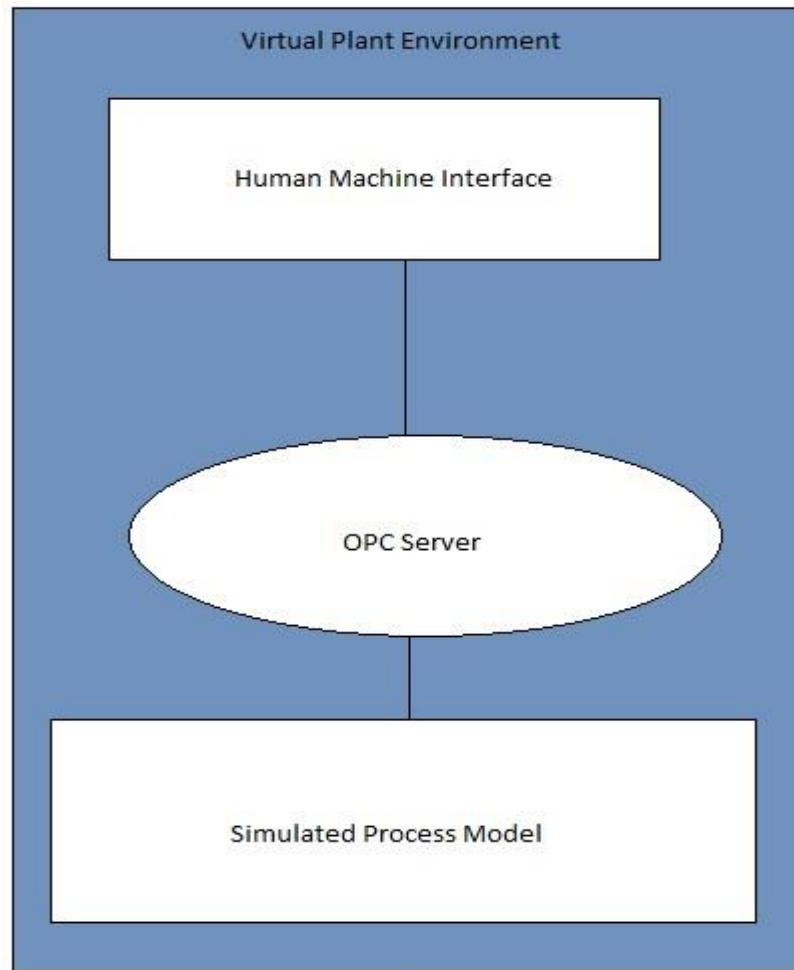 Virtual Plant Environment
Human Machine Interface
OPC Server
Simulated Process Model